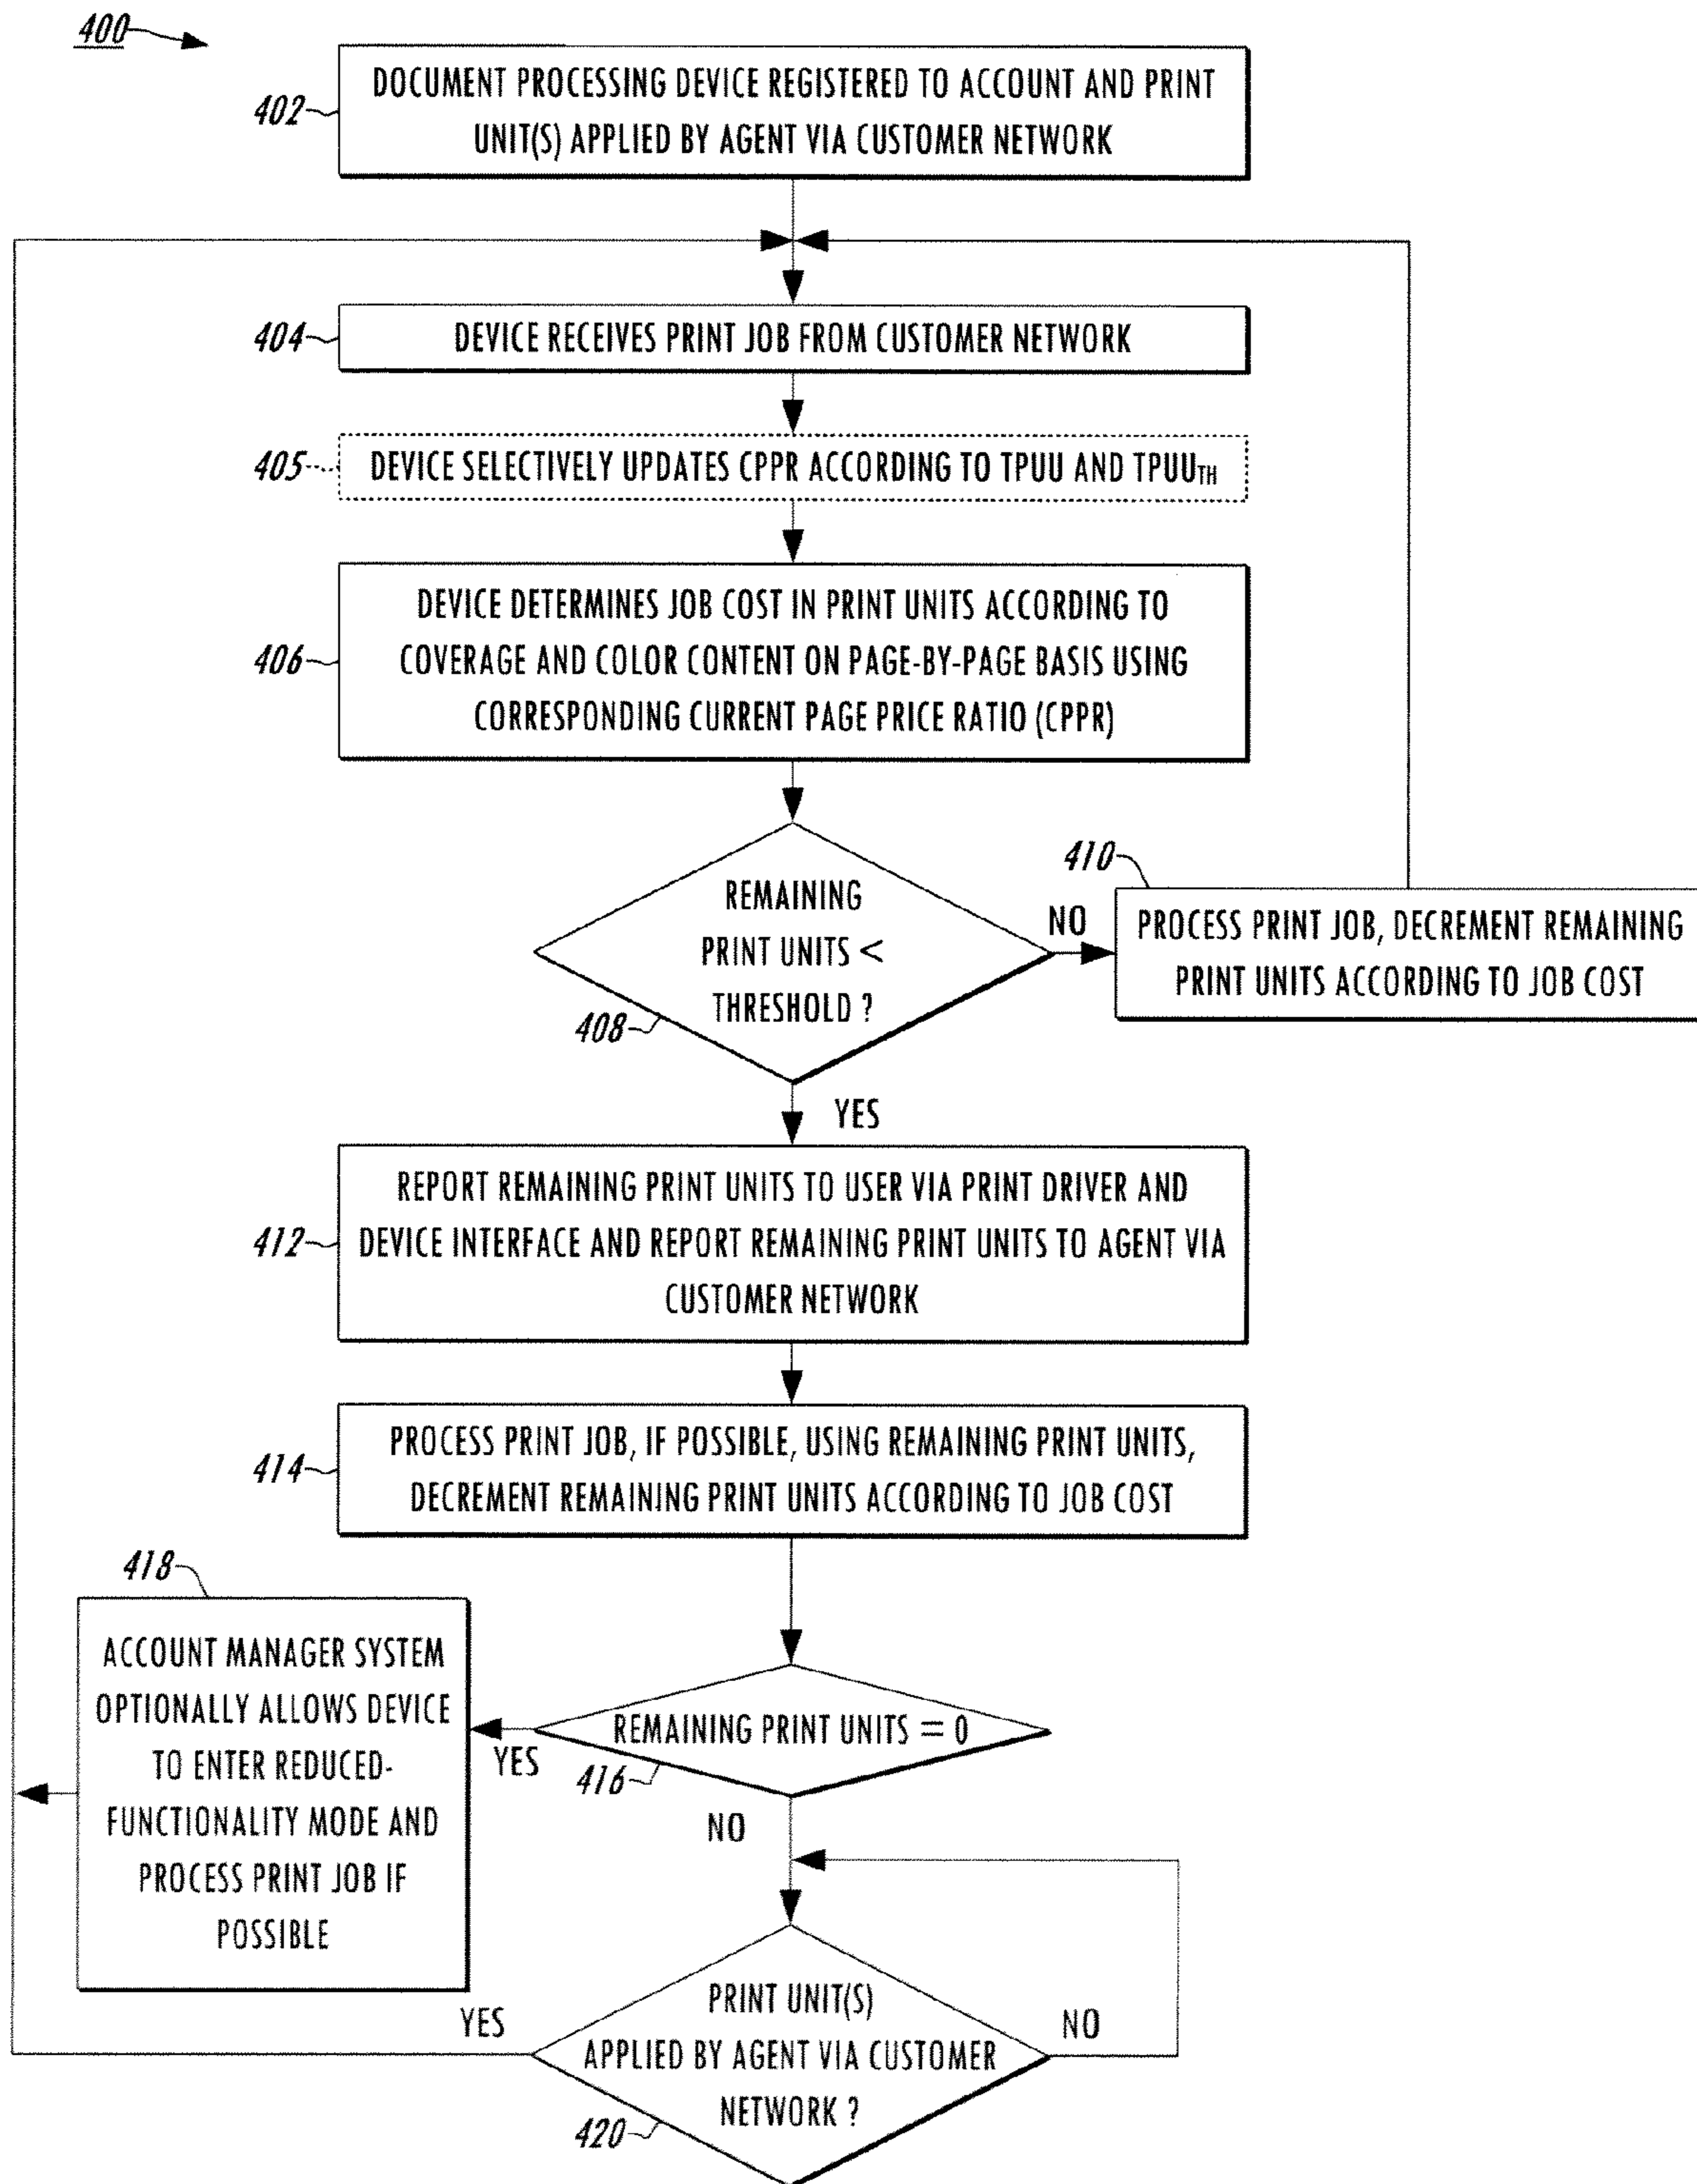 400
402
DOCUMENT PROCESSING DEVICE REGISTERED TO ACCOUNT AND PRINT
UNIT(S) APPLIED BY AGENT VIA CUSTOMER NETWORK
404
DEVICE RECEIVES PRINT JOB FROM CUSTOMER NETWORK
405
DEVICE SELECTIVELY UPDATES CPPR ACCORDING TO TPUU AND TPUUTH
406
DEVICE DETERMINES JOB COST IN PRINT UNITS ACCORDING TO
COVERAGE AND COLOR CONTENT ON PAGE-BY-PAGE BASIS USING
CORRESPONDING CURRENT PAGE PRICE RATIO (CPPR)
REMAINING
PRINT UNITS <
THRESHOLD ?
408
NO
410
PROCESS PRINT JOB, DECREMENT REMAINING
PRINT UNITS ACCORDING TO JOB COST
YES
412
REPORT REMAINING PRINT UNITS TO USER VIA PRINT DRIVER AND
DEVICE INTERFACE AND REPORT REMAINING PRINT UNITS TO AGENT VIA
CUSTOMER NETWORK
414
PROCESS PRINT JOB, IF POSSIBLE, USING REMAINING PRINT UNITS,
DECREMENT REMAINING PRINT UNITS ACCORDING TO JOB COST
REMAINING PRINT UNITS = 0
416
YES
418
ACCOUNT MANAGER SYSTEM
OPTIONALLY ALLOWS DEVICE
TO ENTER REDUCED-
FUNCTIONALITY MODE AND
PROCESS PRINT JOB IF
POSSIBLE
NO
PRINT UNIT(S)
APPLIED BY AGENT VIA CUSTOMER
NETWORK ?
420
YES
NO